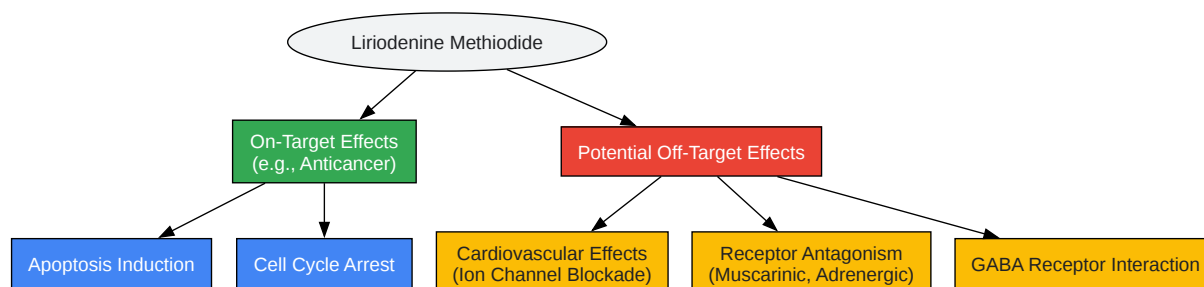 Liriodenine Methiodide
On-Target Effects
(e.g., Anticancer)
Potential Off-Target Effects
Apoptosis Induction
Cell Cycle Arrest
Cardiovascular Effects
(Ion Channel Blockade)
Receptor Antagonism
(Muscarinic, Adrenergic)
GABA Receptor Interaction